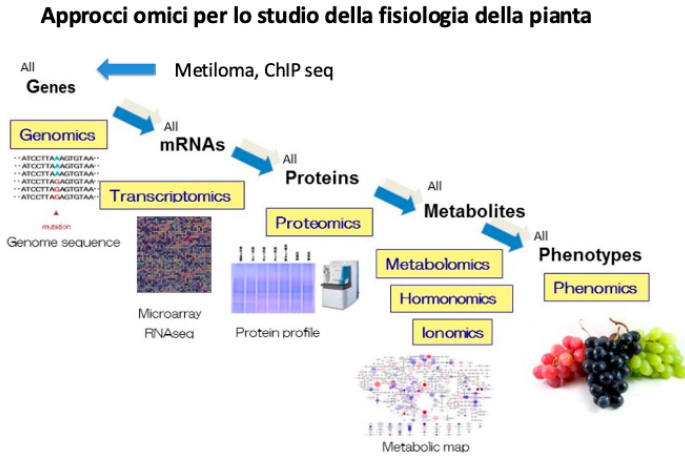 Approcci omici per lo studio della fisiologia della pianta
All
Genes
Metiloma, ChIP seq
Genomics
All
mRNAs
··ATCCTTAAAGTGTAA··
··ATCCTTAAAGTGTAA··
··ATCCTTAAAGTGTAA··
··ATCCTTAGAGTGTAA··
··ATCCTTAGAGTGTAA··
··ATCCTTAGAGTGTAA··
mutation
Genome sequence
Transcriptomics
Microarray
RNAseq
All
Proteins
Proteomics
Protein profile
All
Metabolites
Metabolomics
Hormonomics
Ionomics
Metabolic map
All
Phenotypes
Phenomics